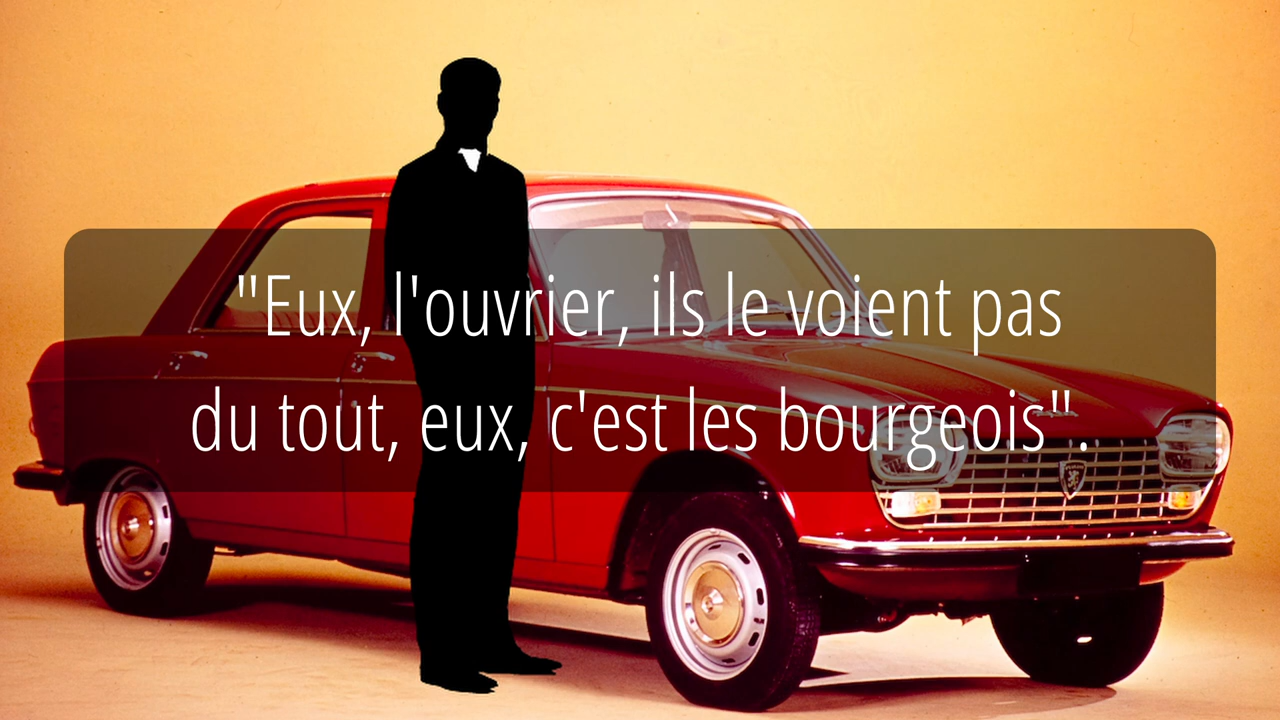 "Eux, l'ouvrier, ils le voient pas
du tout, eux, c'est les bourgeois".